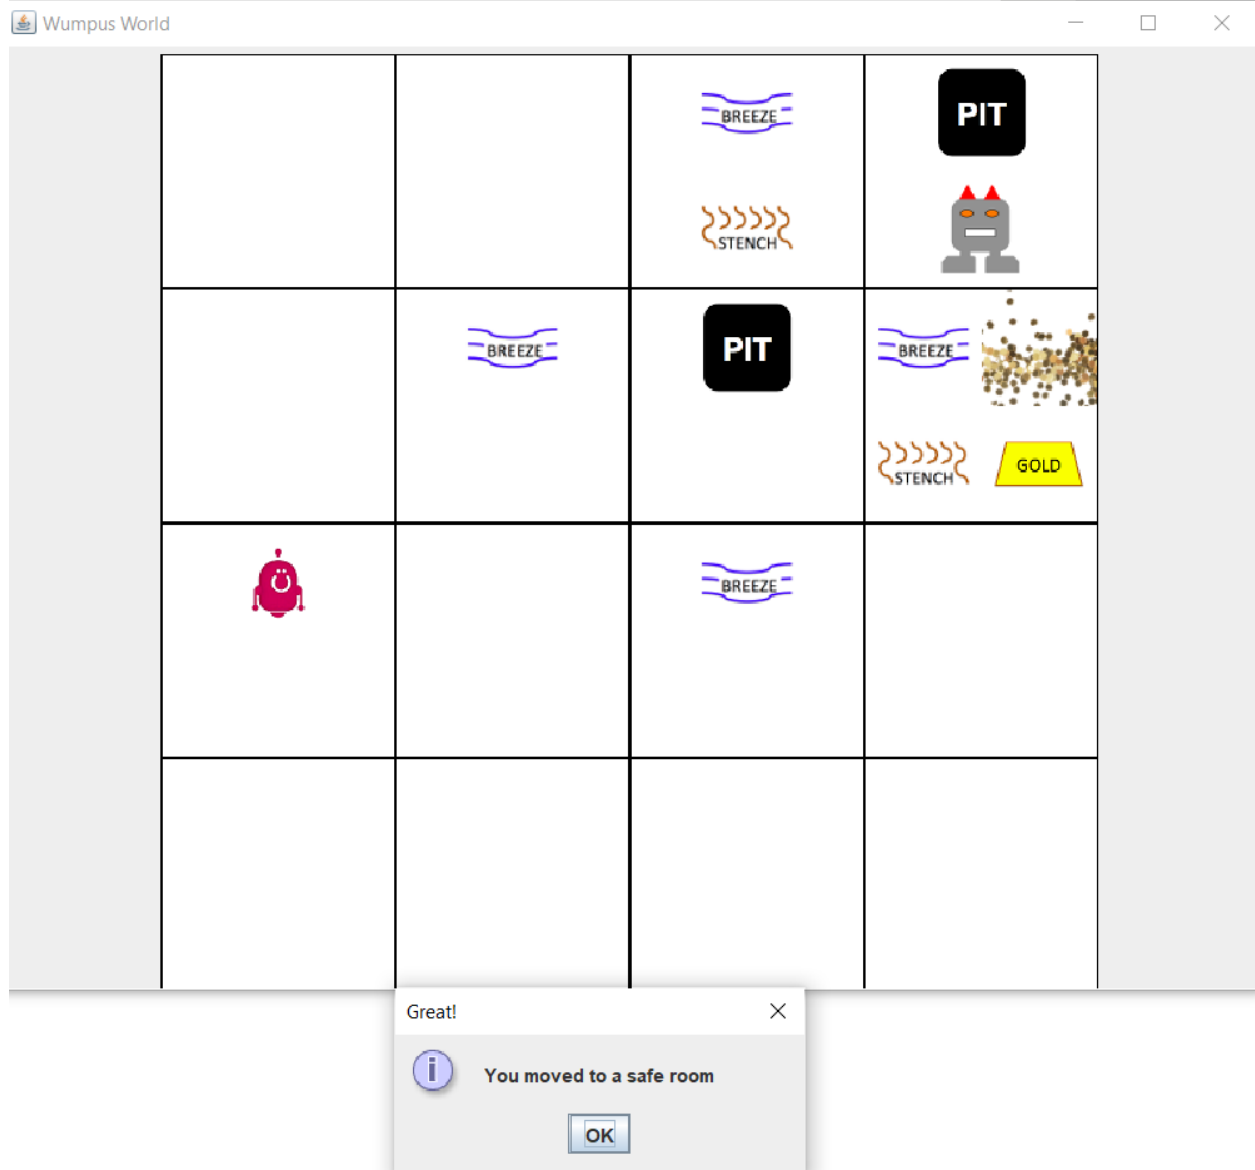 Wumpus World
BREEZE
PIT
STENCH
BREEZE
PIT
BREEZE
STENCH
GOLD
BREEZE
Great!
You moved to a safe room
OK